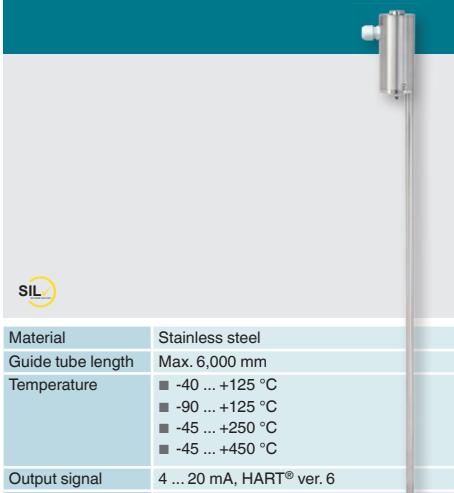 SIL
Material Stainless steel
Guide tube length Max. 6,000 mm
Temperature ■ -40 ... +125 °C
■ -90 ... +125 °C
■ -45 ... +250 °C
■ -45 ... +450 °C
Output signal 4 ... 20 mA, HART® ver. 6